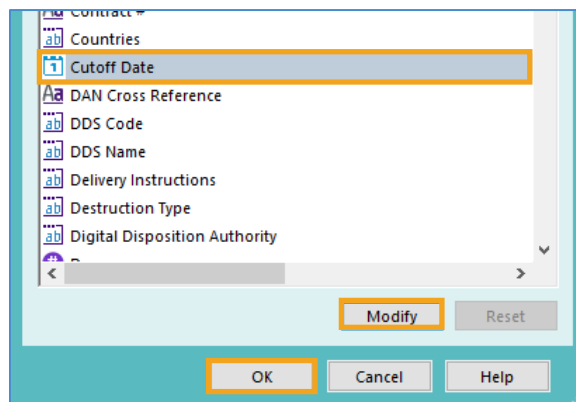 Contract #
Countries
Cutoff Date
DAN Cross Reference
DDS Code
DDS Name
Delivery Instructions
Destruction Type
Digital Disposition Authority
Modify Reset
OK Cancel Help